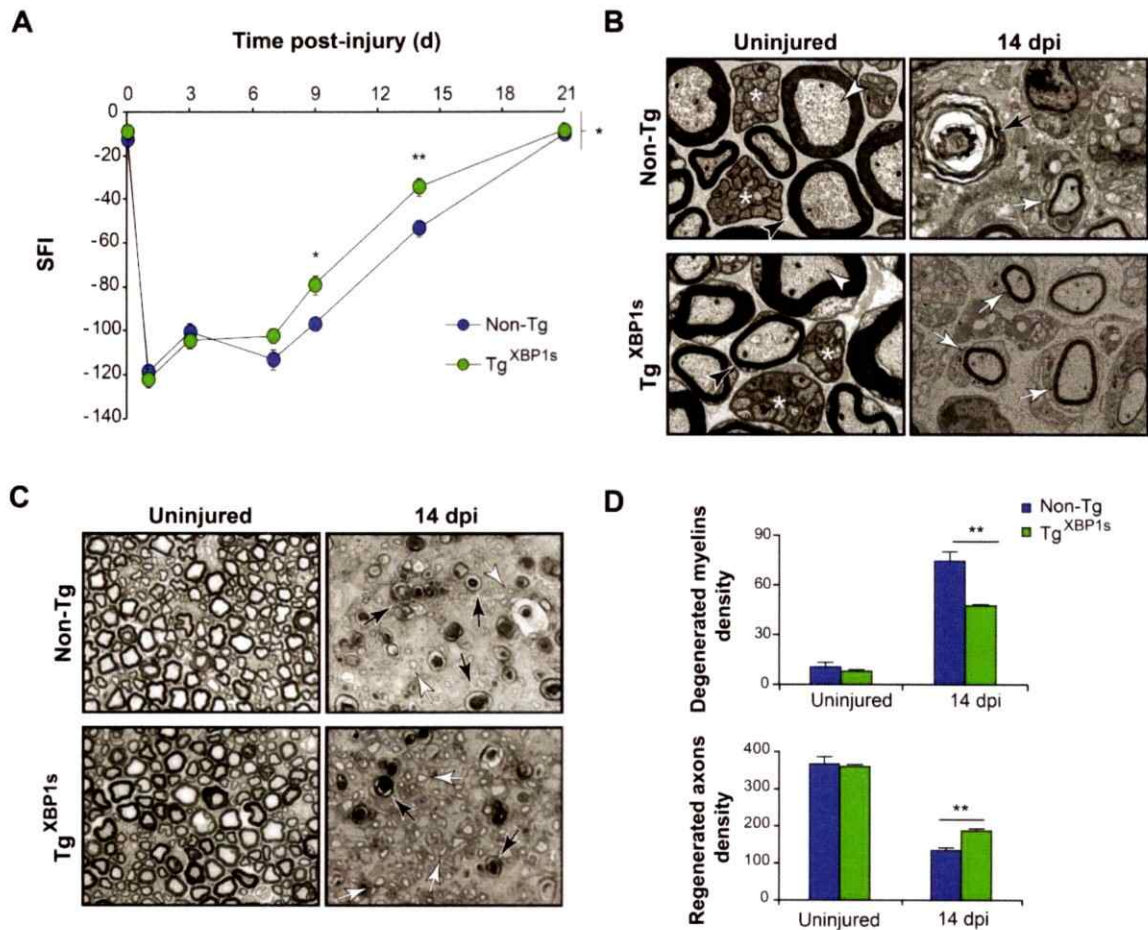 A
Time post-injury (d)
0 3 6 9 12 15 18 21
0
-20
-40
-60
-80
-100
-120
-140
SFI
*
**
*
Non-Tg
Tg XBP1s
B
Uninjured 14 dpi
Non-Tg
Tg XBP1s
*
*
*
*
C
Uninjured 14 dpi
Non-Tg
Tg XBP1s
D
Non-Tg
Tg XBP1s
Degenerated myelins
density
90
60
30
0
**
Uninjured 14 dpi
Regenerated axons
density
400
300
200
100
0
**
Uninjured 14 dpi